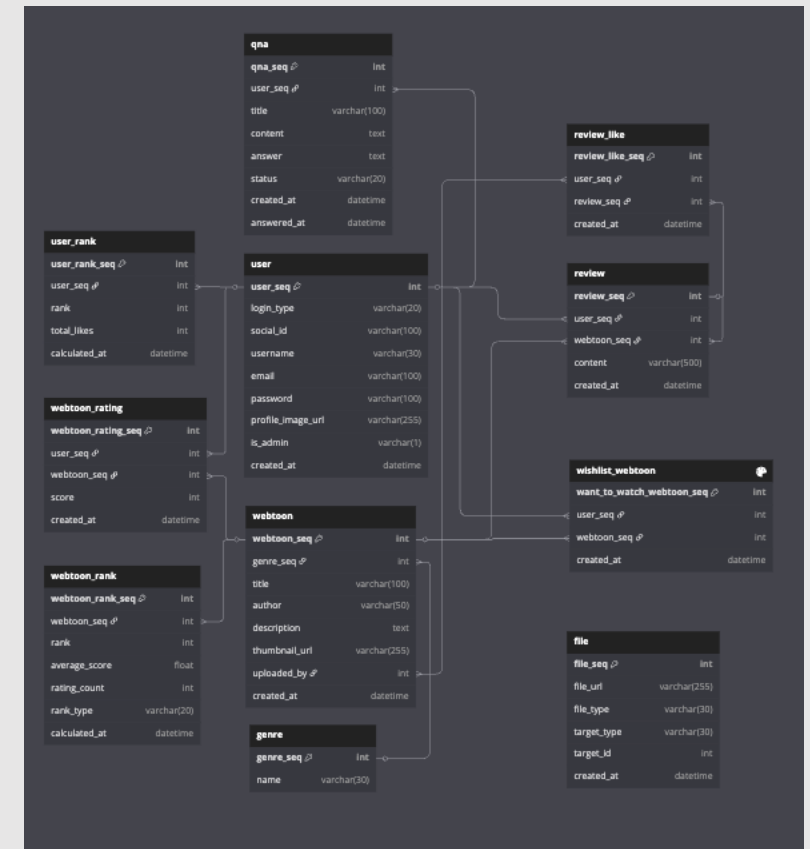 qna
qna_seq int
user_seq int
title varchar(100)
content text
answer text
status varchar(20)
created_at datetime
answered_at datetime
review_like
review_like_seq int
user_seq int
review_seq int
created_at datetime
user_rank
user_rank_seq int
user_seq int
rank int
total_likes int
calculated_at datetime
user
user_seq int
login_type varchar(20)
social_id varchar(100)
username varchar(30)
email varchar(100)
password varchar(100)
profile_image_url varchar(255)
is_admin varchar(1)
created_at datetime
review
review_seq int
user_seq int
webtoon_seq int
content varchar(500)
created_at datetime
webtoon_rating
webtoon_rating_seq int
user_seq int
webtoon_seq int
score int
created_at datetime
wishlist_webtoon
want_to_watch_webtoon_seq int
user_seq int
webtoon_seq int
created_at datetime
webtoon
webtoon_seq int
genre_seq int
title varchar(100)
author varchar(50)
description text
thumbnail_url varchar(255)
uploaded_by int
created_at datetime
webtoon_rank
webtoon_rank_seq int
webtoon_seq int
rank int
average_score float
rating_count int
rank_type varchar(20)
calculated_at datetime
file
file_seq int
file_url varchar(255)
file_type varchar(30)
target_type varchar(30)
target_id int
created_at datetime
genre
genre_seq int
name varchar(30)